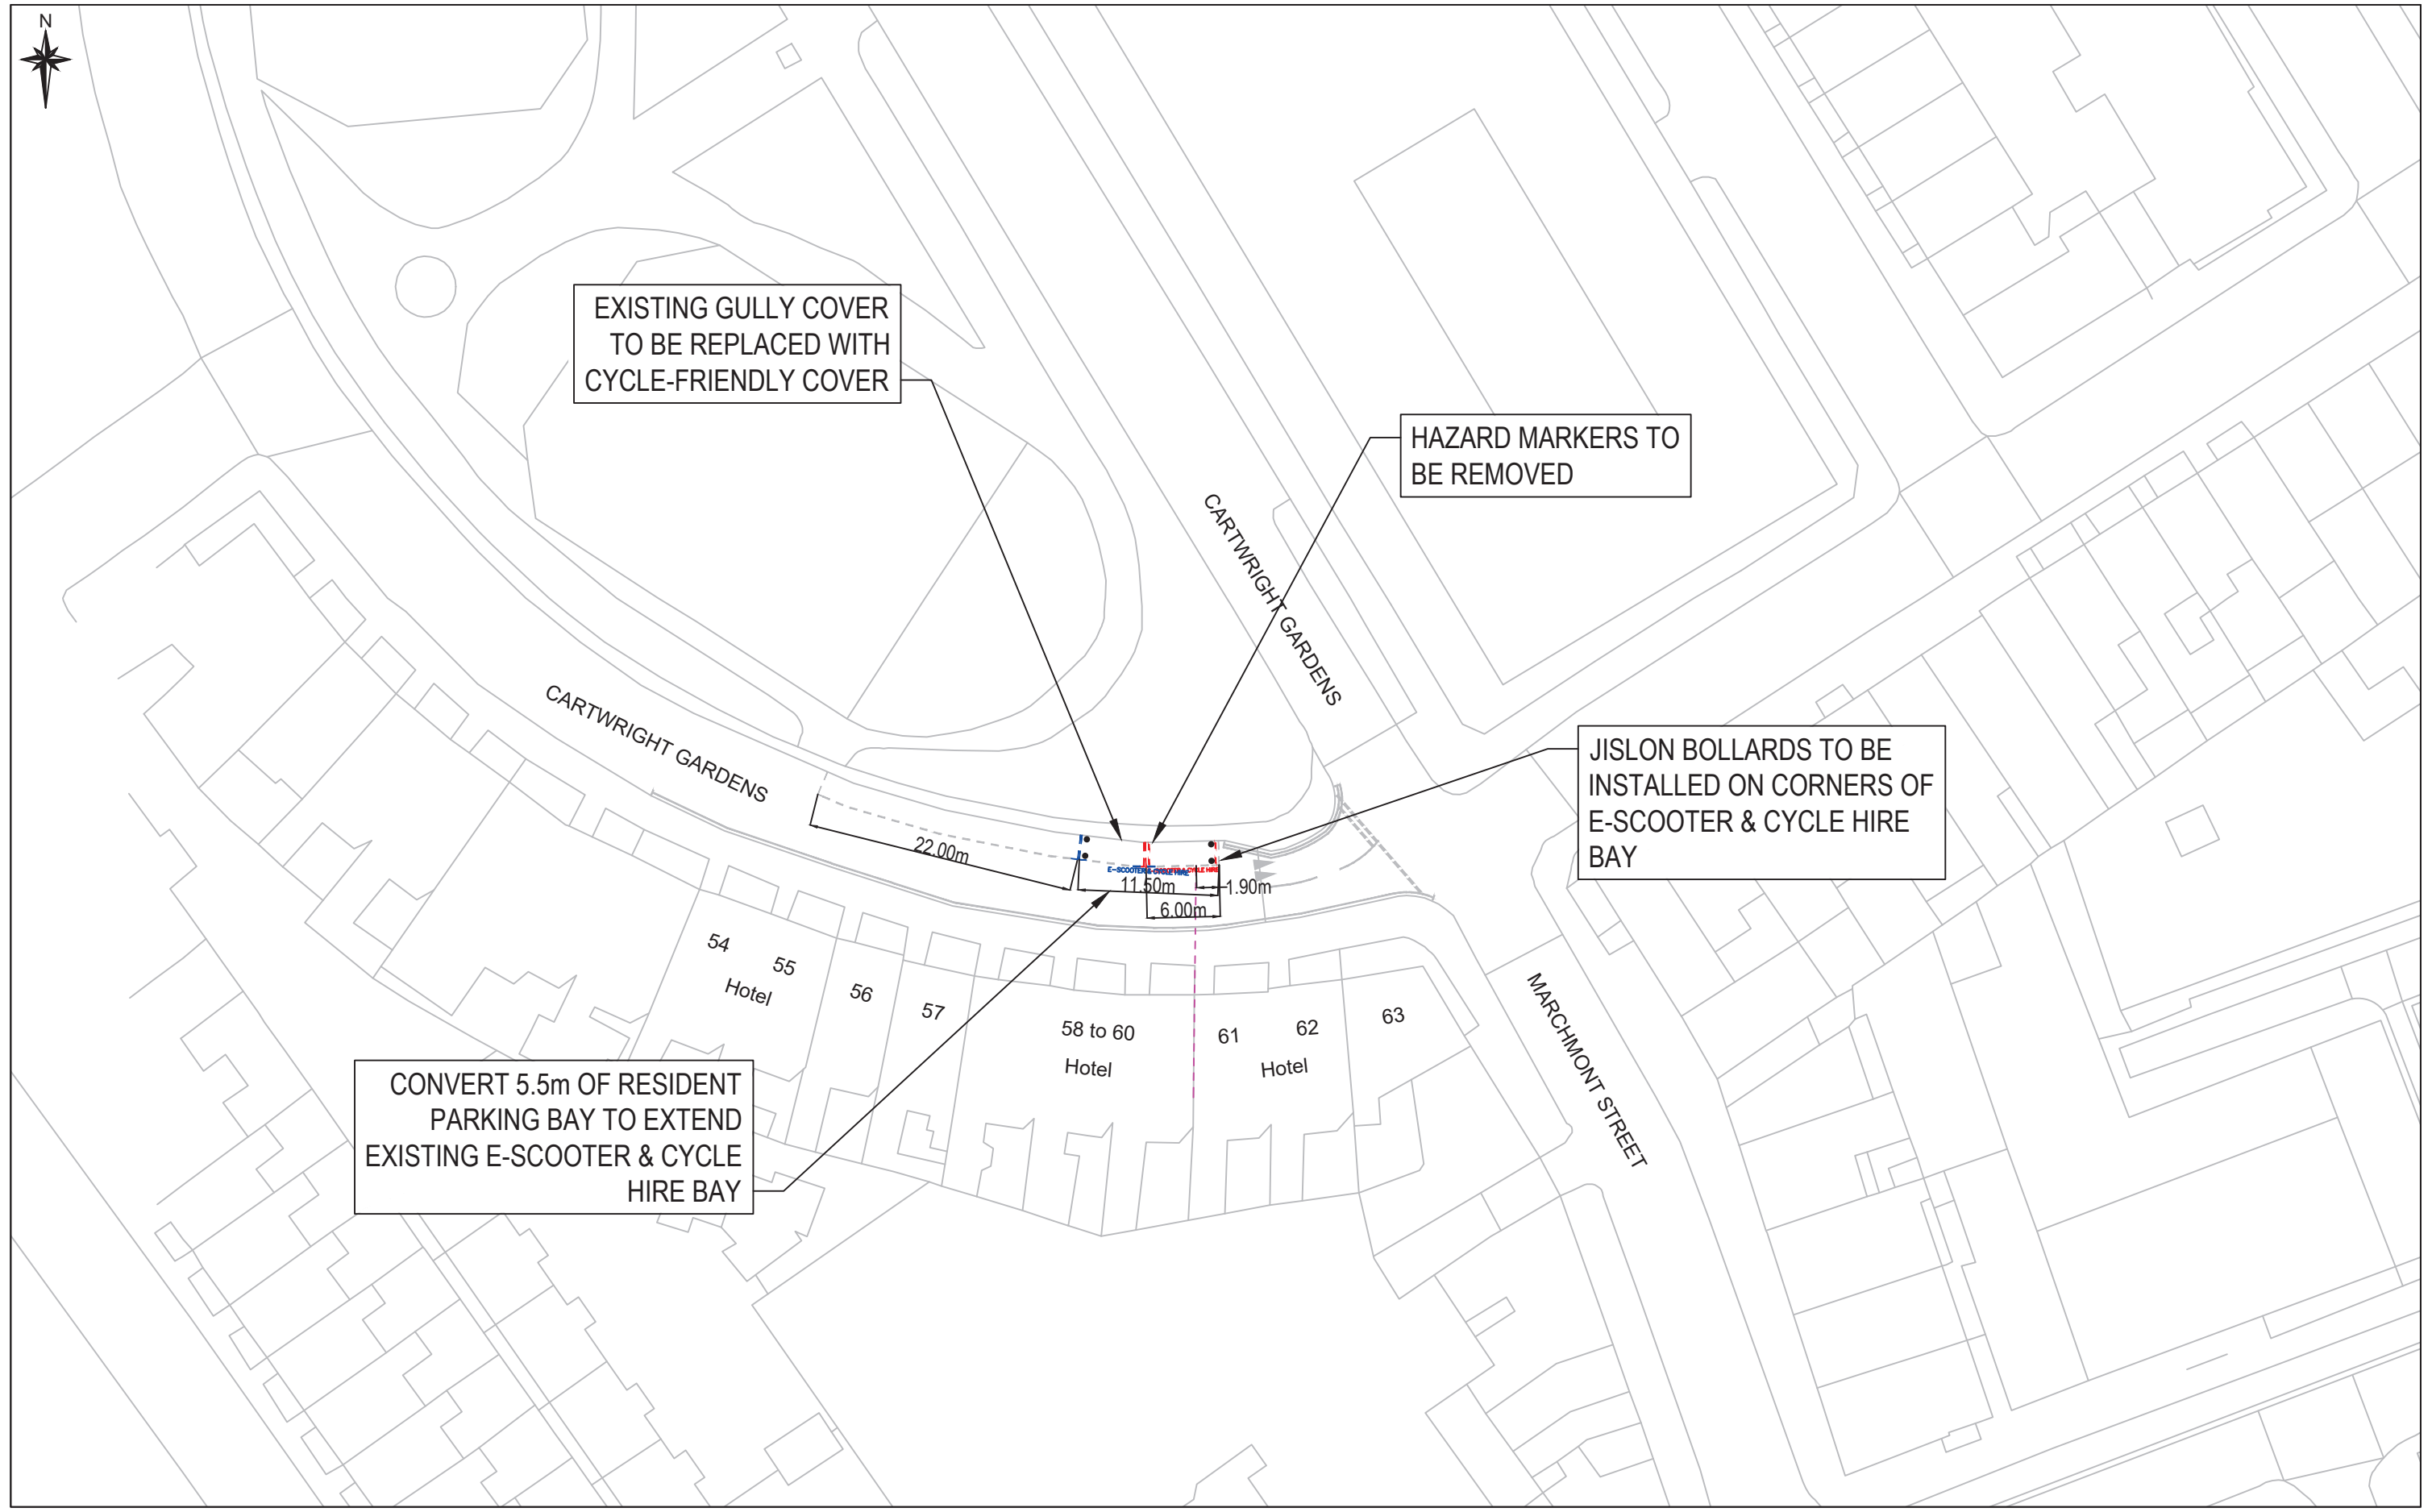 N
EXISTING GULLY COVER
TO BE REPLACED WITH
CYCLE-FRIENDLY COVER
HAZARD MARKERS TO
BE REMOVED
CARTWRIGHT GARDENS
CARTWRIGHT GARDENS
JISLON BOLLARDS TO BE
INSTALLED ON CORNERS OF
E-SCOOTER & CYCLE HIRE
BAY
22.00m
E-SCOOTER & CYCLE HIRE
11.50m
1.90m
6.00m
54
55
Hotel
56
57
58 to 60
Hotel
61
62
Hotel
63
MARCHMONT STREET
CONVERT 5.5m OF RESIDENT
PARKING BAY TO EXTEND
EXISTING E-SCOOTER & CYCLE
HIRE BAY